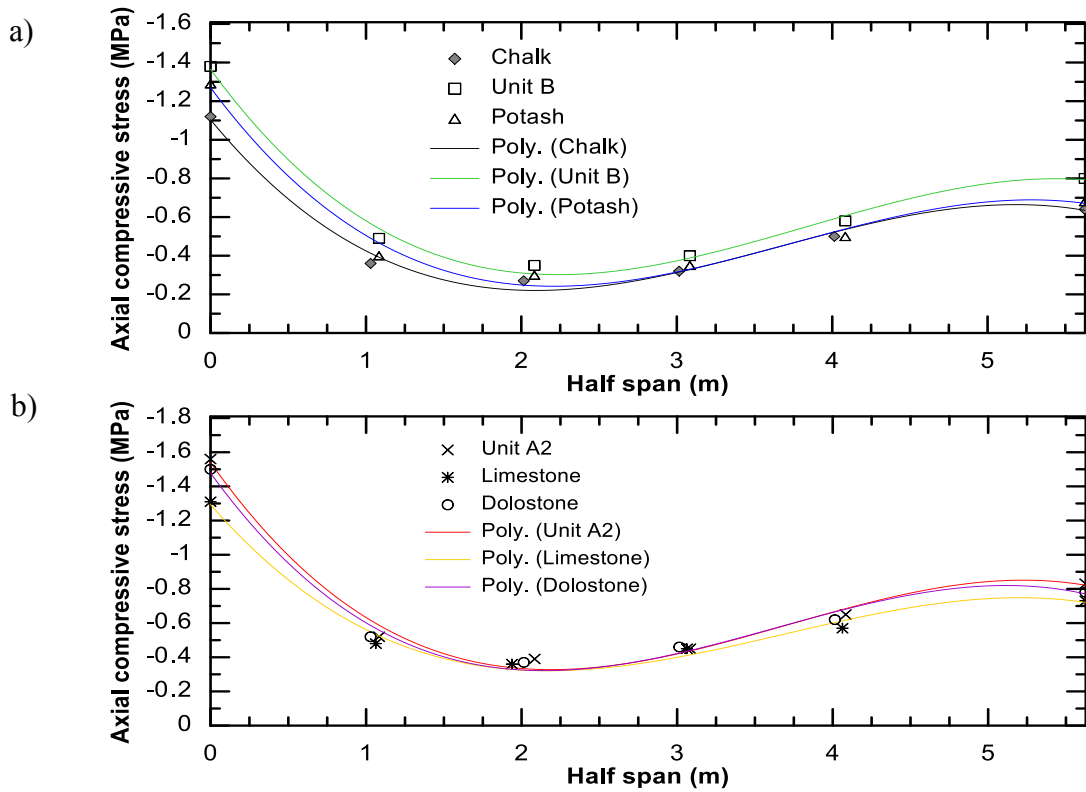 a)
Axial compressive stress (MPa)
-1.6
-1.4
-1.2
-1
-0.8
-0.6
-0.4
-0.2
0
Chalk
Unit B
Potash
Poly. (Chalk)
Poly. (Unit B)
Poly. (Potash)
0 1 2 3 4 5
Half span (m)
b)
Axial compressive stress (MPa)
-1.8
-1.6
-1.4
-1.2
-1
-0.8
-0.6
-0.4
-0.2
0
Unit A2
Limestone
Dolostone
Poly. (Unit A2)
Poly. (Limestone)
Poly. (Dolostone)
0 1 2 3 4 5
Half span (m)